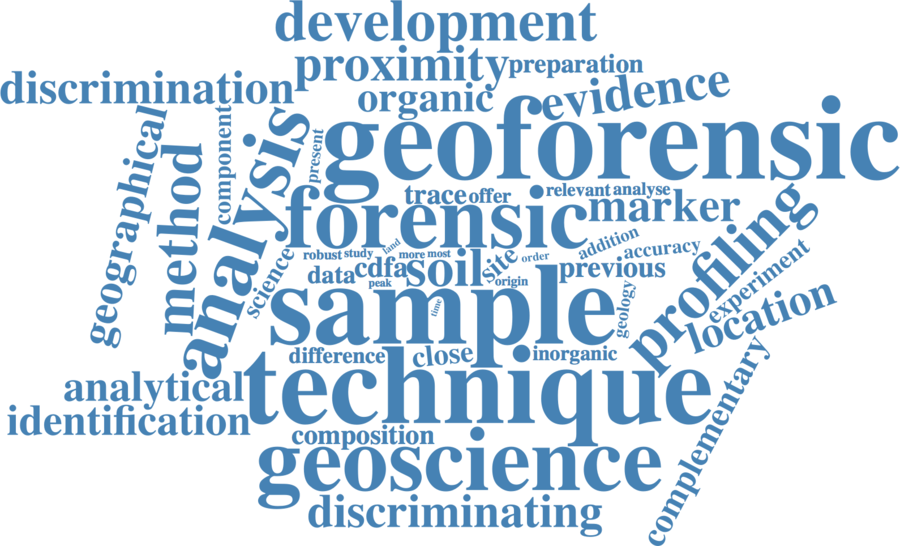 development
proximity
preparation
discrimination
organic
evidence
geoforensic
geographical
method
component
analysis
present
trace
offer
relevant
analyse
forensic
marker
profiling
science
robust
study
land
more
most
site
order
addition
accuracy
data
cdfa
soil
previous
peak
origin
experiment
sample
time
geology
location
difference
close
inorganic
analytical
technique
complementary
identification
composition
geoscience
discriminating